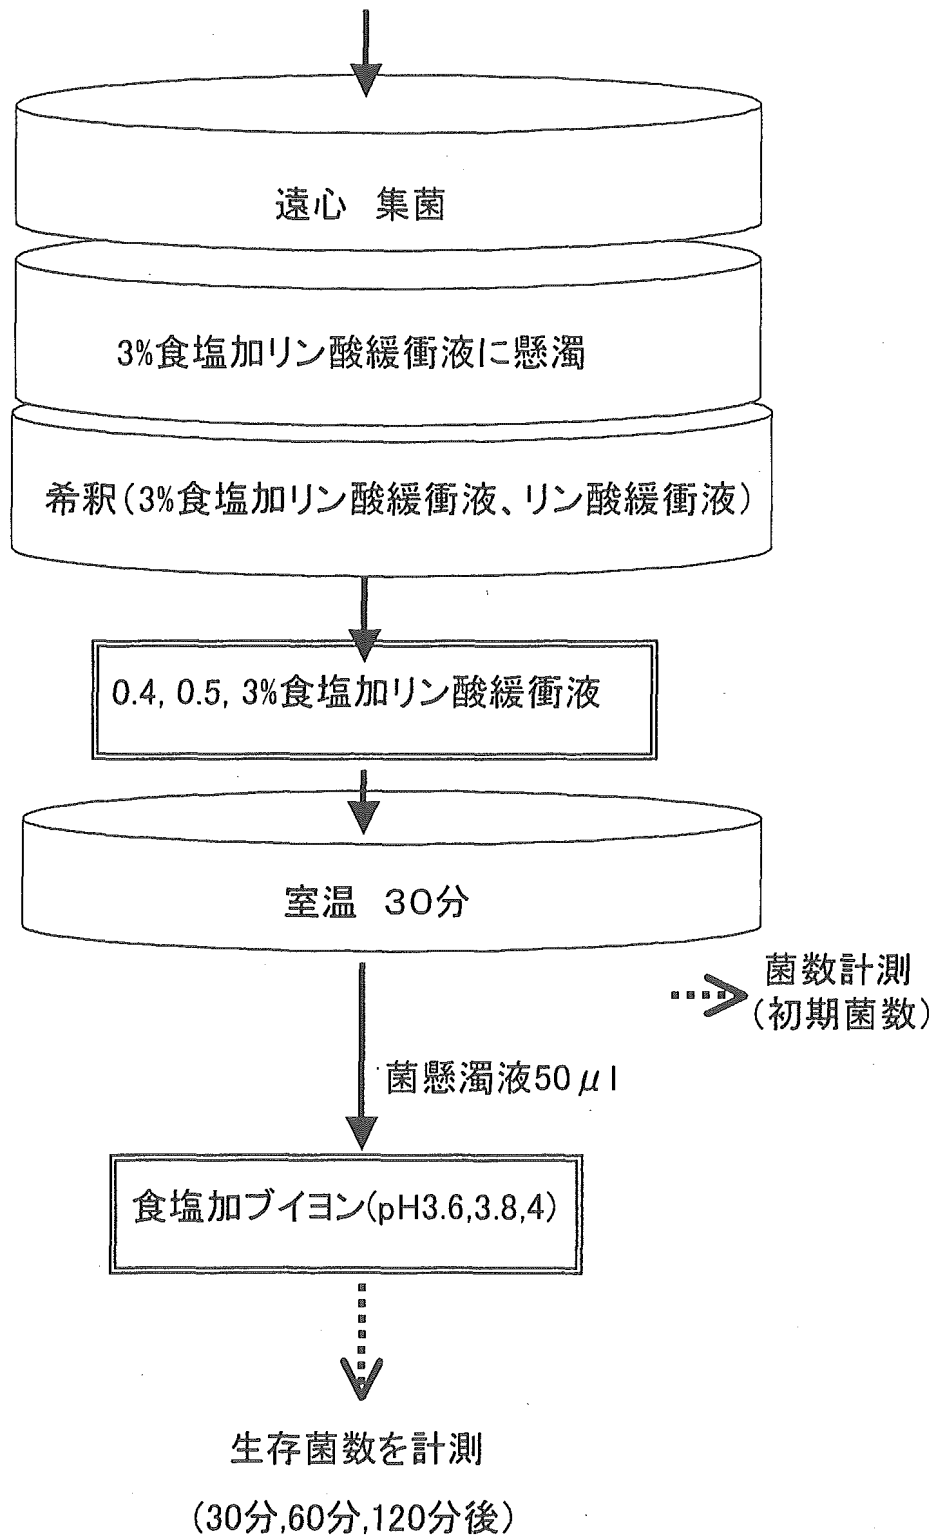 遠心 集菌
3%食塩加リン酸緩衝液に懸濁
希釈(3%食塩加リン酸緩衝液、リン酸緩衝液)
0.4, 0.5, 3%食塩加リン酸緩衝液
室温 30分
菌数計測
(初期菌数)
菌懸濁液50μl
食塩加ブイヨン(pH3.6,3.8,4)
生存菌数を計測
(30分,60分,120分後)